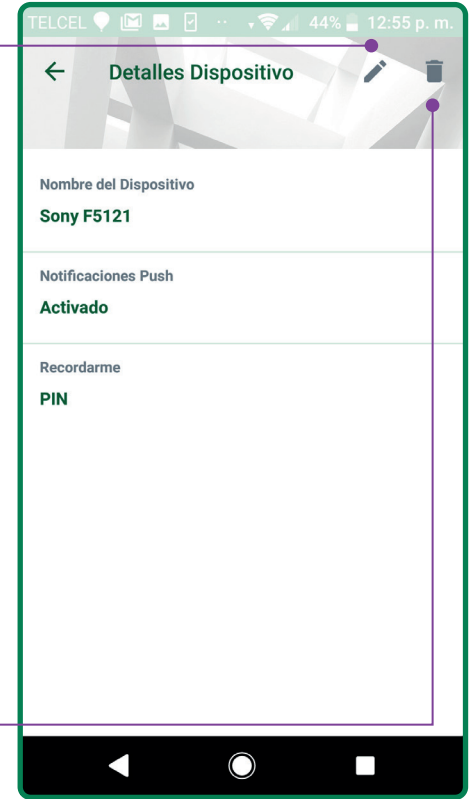 TELCEL 44% 12:55 p. m.
Detalles Dispositivo
Nombre del Dispositivo
Sony F5121
Notificaciones Push
Activado
Recordarme
PIN